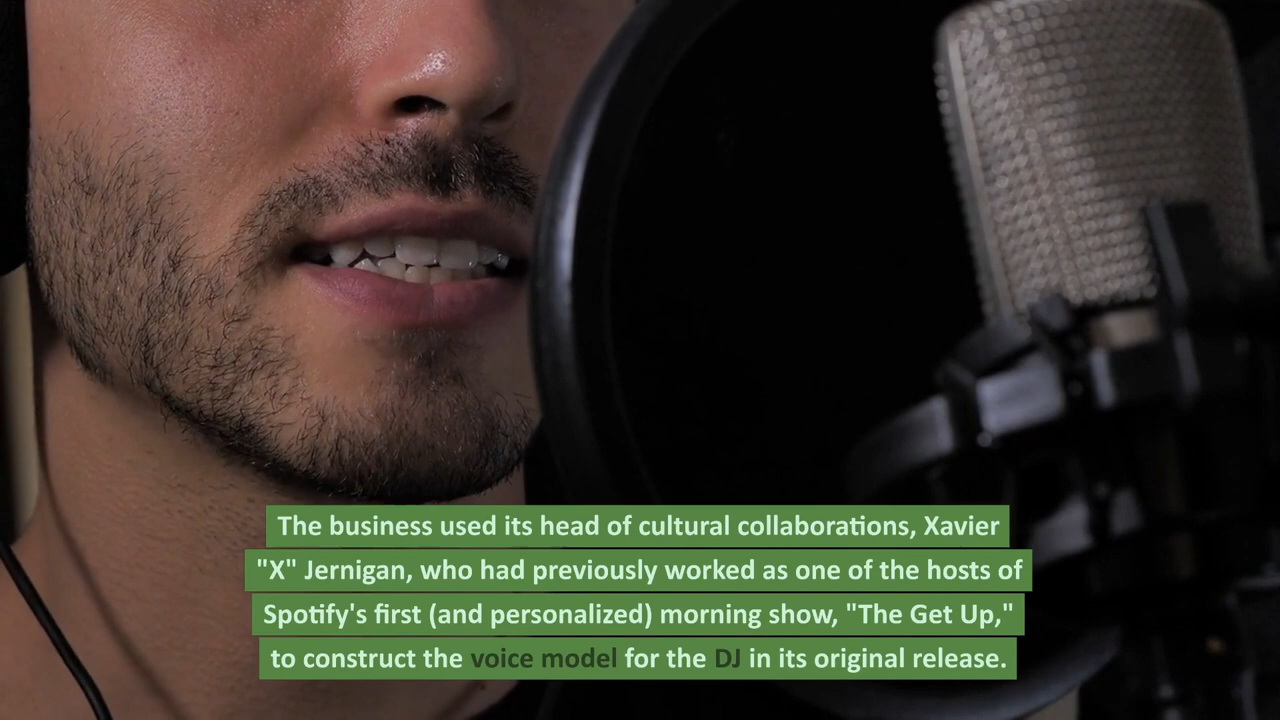 The business used its head of cultural collaborations, Xavier
"X" Jernigan, who had previously worked as one of the hosts of
Spotify's first (and personalized) morning show, "The Get Up,"
to construct the voice model for the DJ in its original release.